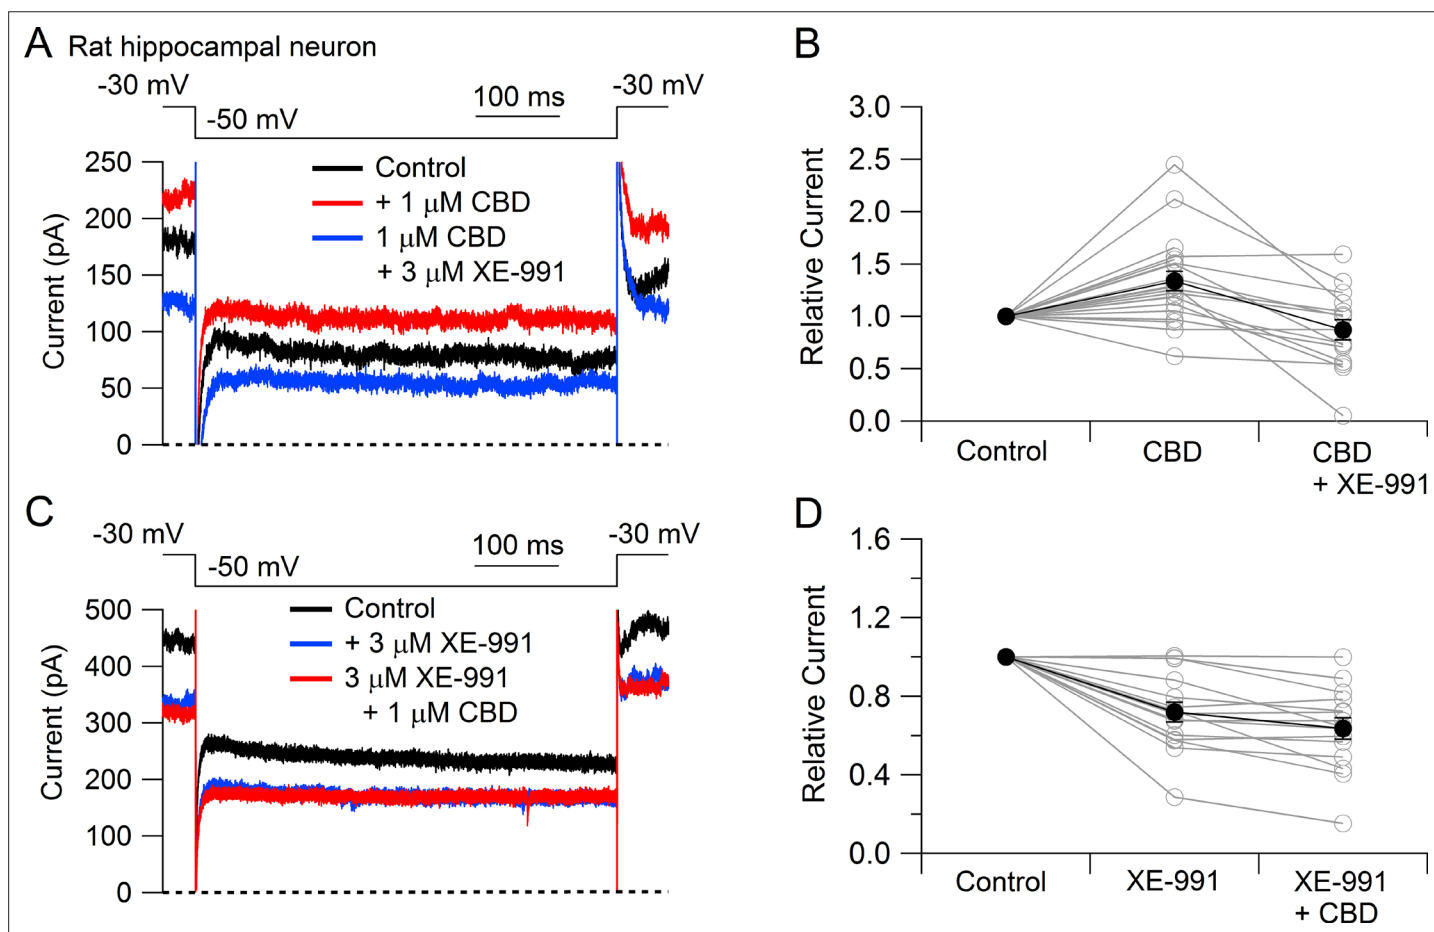 A Rat hippocampal neuron
-30 mV
-30 mV
-50 mV
100 ms
Control
+ 1 μM CBD
1 μM CBD
+ 3 μM XE-991
Current (pA)
250
200
150
100
50
0
B
Relative Current
3.0
2.5
2.0
1.5
1.0
0.5
0.0
Control
CBD
CBD
+ XE-991
C
-30 mV
-30 mV
-50 mV
100 ms
Control
+ 3 μM XE-991
3 μM XE-991
+ 1 μM CBD
Current (pA)
500
400
300
200
100
0
D
Relative Current
1.6
1.2
0.8
0.4
0.0
Control
XE-991
XE-991
+ CBD